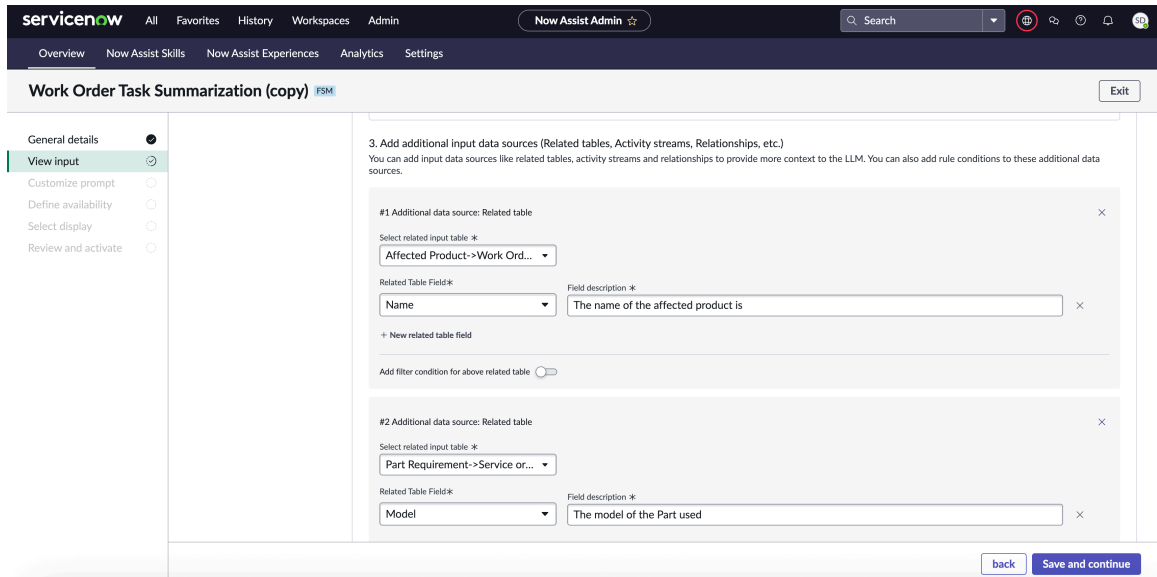 servicenow
All
Favorites
History
Workspaces
Admin
Now Assist Admin
Search
SD
Overview
Now Assist Skills
Now Assist Experiences
Analytics
Settings
Work Order Task Summarization (copy) FSM
Exit
General details
View input
Customize prompt
Define availability
Select display
Review and activate
3. Add additional input data sources (Related tables, Activity streams, Relationships, etc.)
You can add input data sources like related tables, activity streams and relationships to provide more context to the LLM. You can also add rule conditions to these additional data
sources.
#1 Additional data source: Related table
Select related input table *
Affected Product->Work Ord...
Related Table Field*
Field description *
Name
The name of the affected product is
+ New related table field
Add filter condition for above related table
#2 Additional data source: Related table
Select related input table *
Part Requirement->Service or...
Related Table Field*
Field description *
Model
The model of the Part used
back
Save and continue